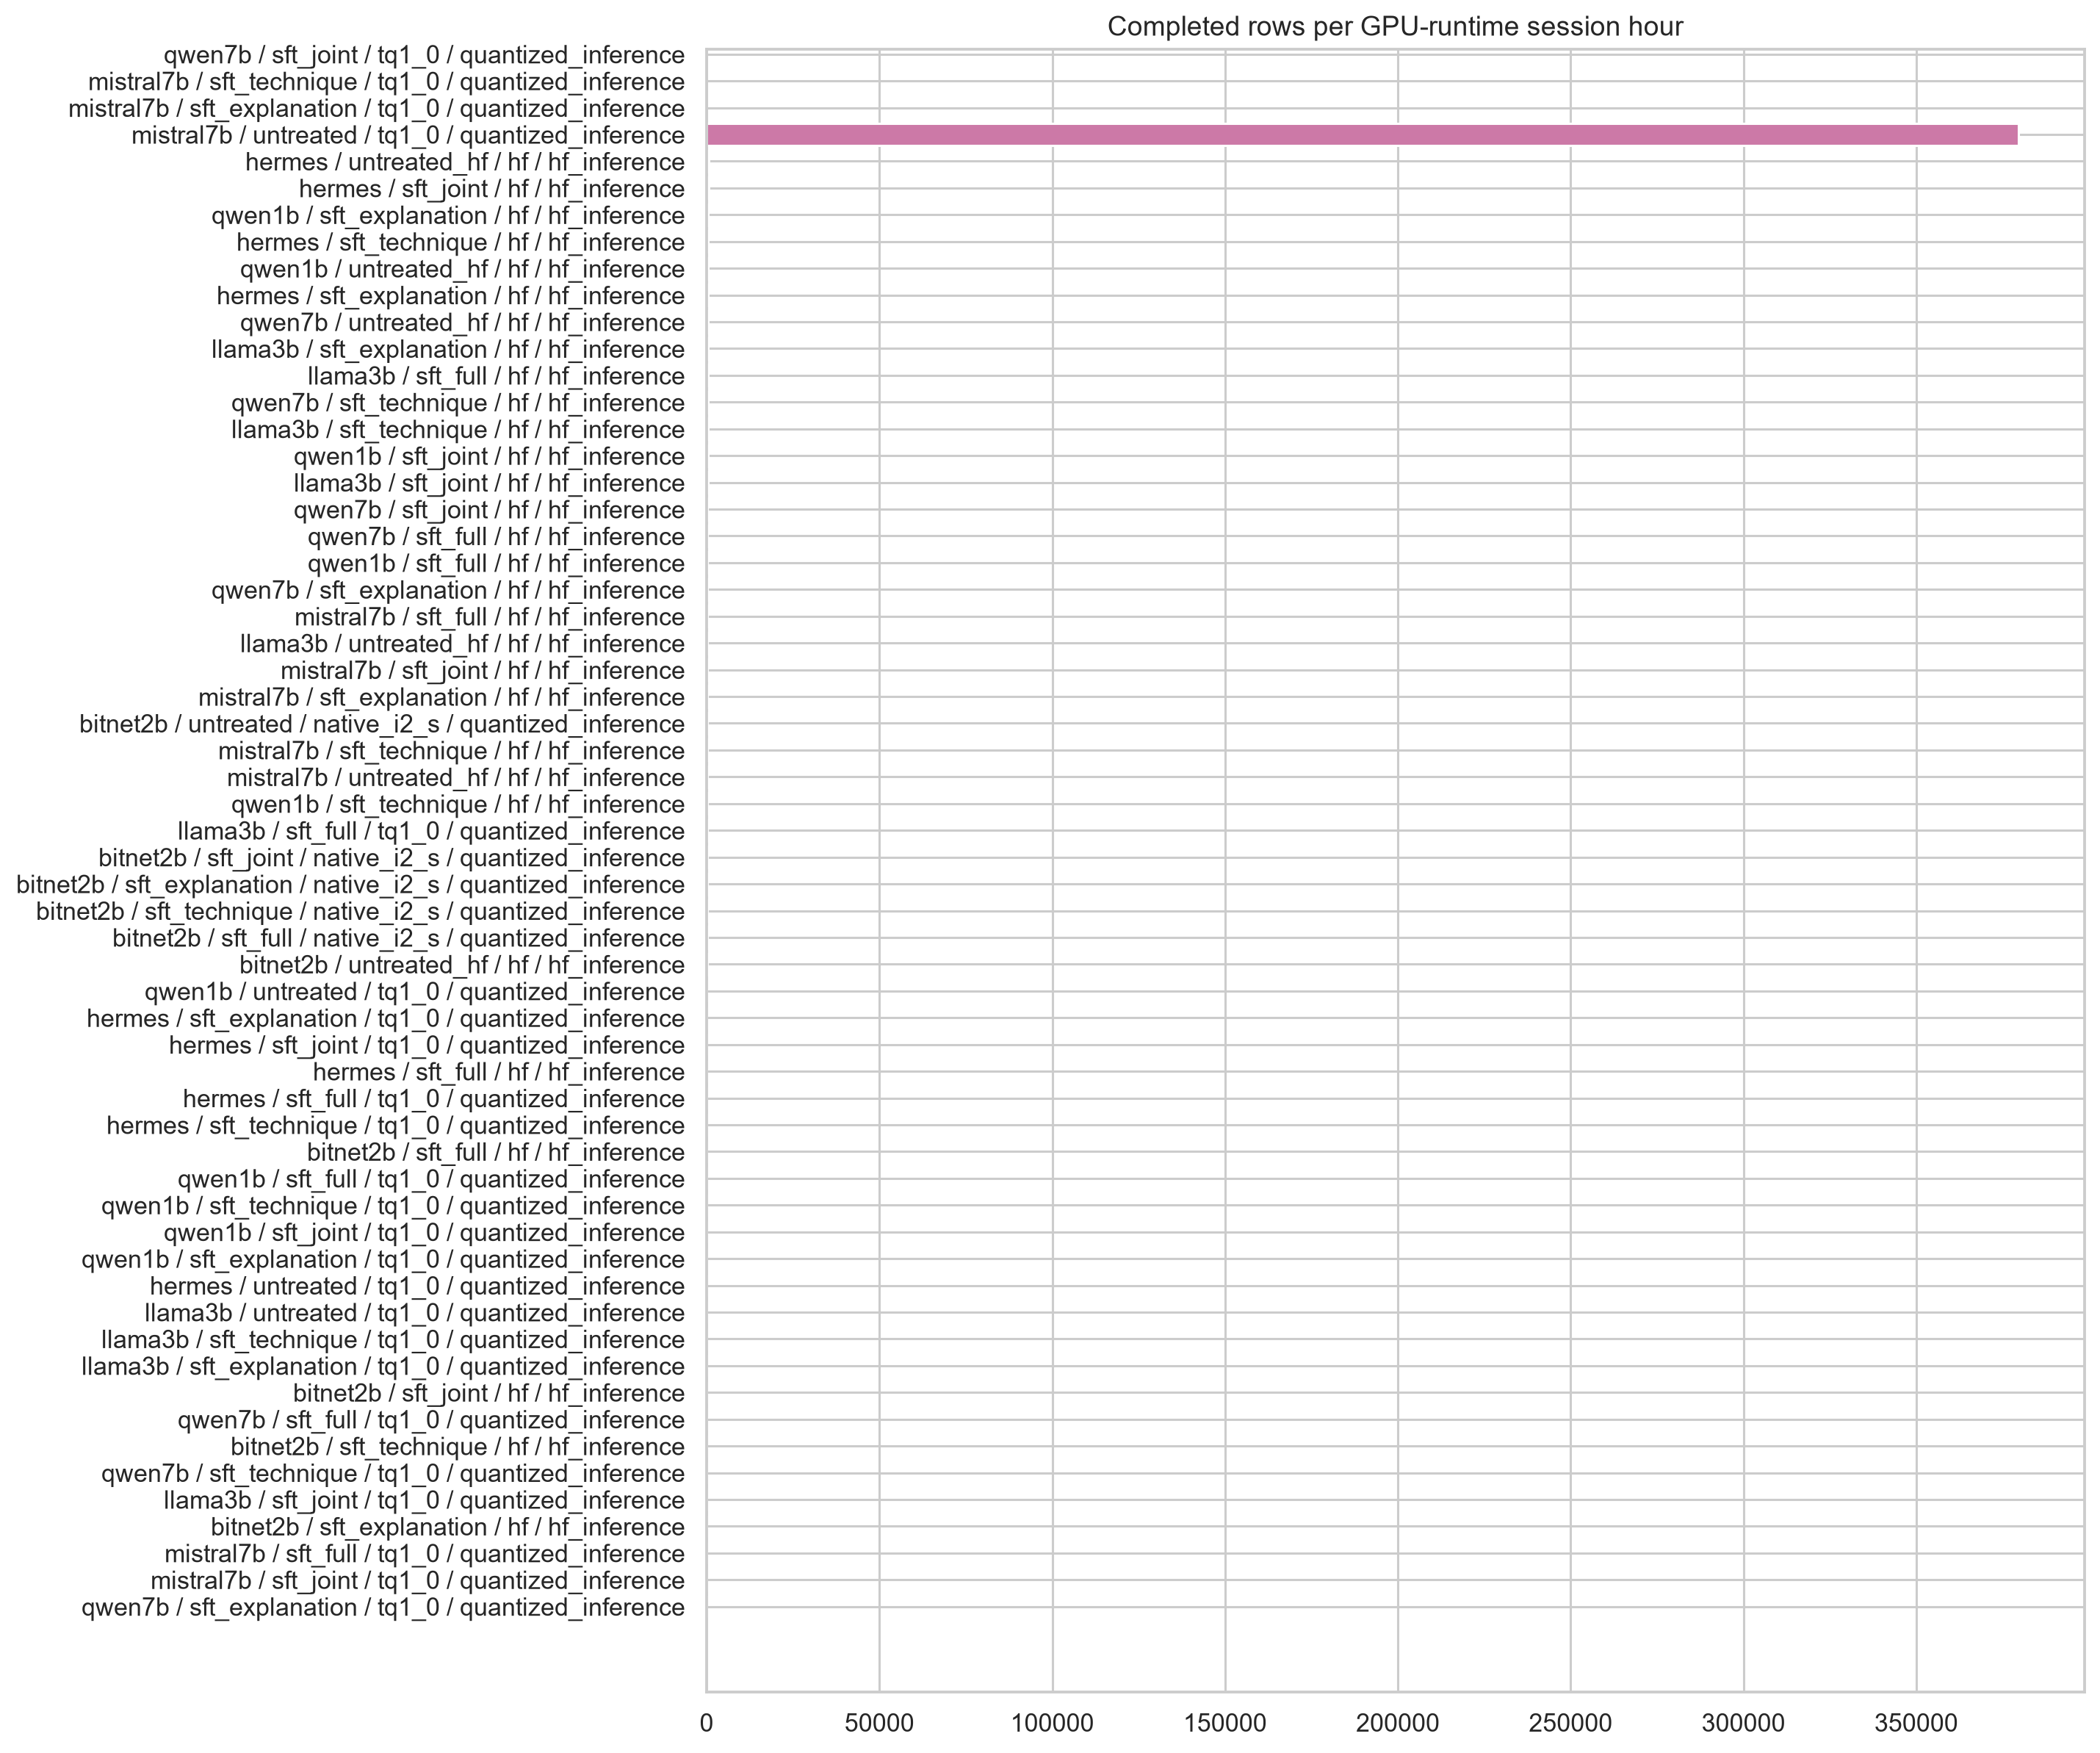 Completed rows per GPU-runtime session hour
qwen7b / sft_joint / tq1_0 / quantized_inference
mistral7b / sft_technique / tq1_0 / quantized_inference
mistral7b / sft_explanation / tq1_0 / quantized_inference
mistral7b / untreated / tq1_0 / quantized_inference
hermes / untreated_hf / hf / hf_inference
hermes / sft_joint / hf / hf_inference
qwen1b / sft_explanation / hf / hf_inference
hermes / sft_technique / hf / hf_inference
qwen1b / untreated_hf / hf / hf_inference
hermes / sft_explanation / hf / hf_inference
qwen7b / untreated_hf / hf / hf_inference
llama3b / sft_explanation / hf / hf_inference
llama3b / sft_full / hf / hf_inference
qwen7b / sft_technique / hf / hf_inference
llama3b / sft_technique / hf / hf_inference
qwen1b / sft_joint / hf / hf_inference
llama3b / sft_joint / hf / hf_inference
qwen7b / sft_joint / hf / hf_inference
qwen7b / sft_full / hf / hf_inference
qwen1b / sft_full / hf / hf_inference
qwen7b / sft_explanation / hf / hf_inference
mistral7b / sft_full / hf / hf_inference
llama3b / untreated_hf / hf / hf_inference
mistral7b / sft_joint / hf / hf_inference
mistral7b / sft_explanation / hf / hf_inference
bitnet2b / untreated / native_i2_s / quantized_inference
mistral7b / sft_technique / hf / hf_inference
mistral7b / untreated_hf / hf / hf_inference
qwen1b / sft_technique / hf / hf_inference
llama3b / sft_full / tq1_0 / quantized_inference
bitnet2b / sft_joint / native_i2_s / quantized_inference
bitnet2b / sft_explanation / native_i2_s / quantized_inference
bitnet2b / sft_technique / native_i2_s / quantized_inference
bitnet2b / sft_full / native_i2_s / quantized_inference
bitnet2b / untreated_hf / hf / hf_inference
qwen1b / untreated / tq1_0 / quantized_inference
hermes / sft_explanation / tq1_0 / quantized_inference
hermes / sft_joint / tq1_0 / quantized_inference
hermes / sft_full / hf / hf_inference
hermes / sft_full / tq1_0 / quantized_inference
hermes / sft_technique / tq1_0 / quantized_inference
bitnet2b / sft_full / hf / hf_inference
qwen1b / sft_full / tq1_0 / quantized_inference
qwen1b / sft_technique / tq1_0 / quantized_inference
qwen1b / sft_joint / tq1_0 / quantized_inference
qwen1b / sft_explanation / tq1_0 / quantized_inference
hermes / untreated / tq1_0 / quantized_inference
llama3b / untreated / tq1_0 / quantized_inference
llama3b / sft_technique / tq1_0 / quantized_inference
llama3b / sft_explanation / tq1_0 / quantized_inference
bitnet2b / sft_joint / hf / hf_inference
qwen7b / sft_full / tq1_0 / quantized_inference
bitnet2b / sft_technique / hf / hf_inference
qwen7b / sft_technique / tq1_0 / quantized_inference
llama3b / sft_joint / tq1_0 / quantized_inference
bitnet2b / sft_explanation / hf / hf_inference
mistral7b / sft_full / tq1_0 / quantized_inference
mistral7b / sft_joint / tq1_0 / quantized_inference
qwen7b / sft_explanation / tq1_0 / quantized_inference
0 50000 100000 150000 200000 250000 300000 350000